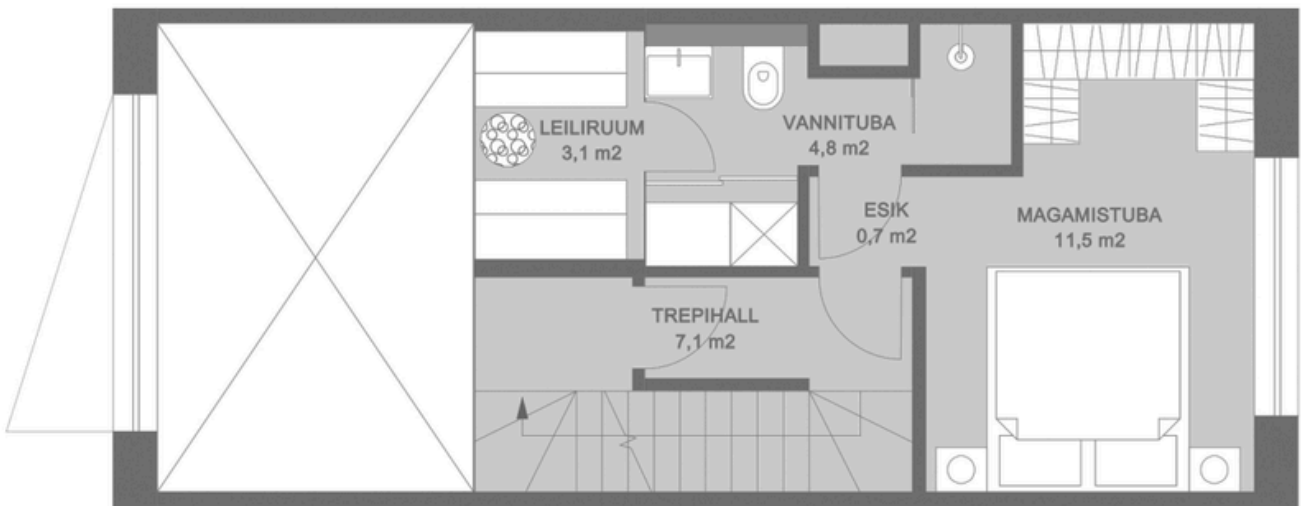 LEILIRUUM
3,1 m2
VANNITUBA
4,8 m2
ESIK
0,7 m2
MAGAMISTUBA
11,5 m2
TREPIHALL
7,1 m2